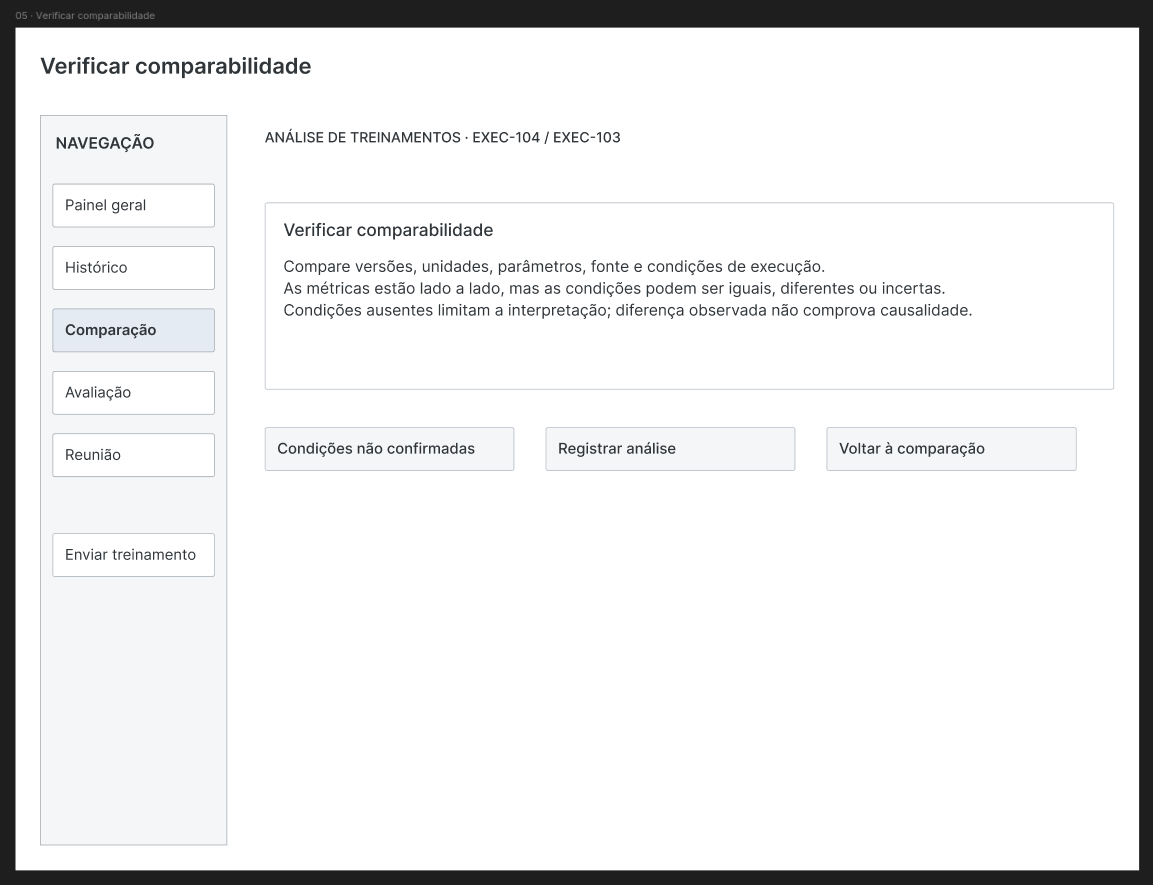 05 · Verificar comparabilidade
Verificar comparabilidade
NAVEGAÇÃO
Painel geral
Histórico
Comparação
Avaliação
Reunião
Enviar treinamento
ANÁLISE DE TREINAMENTOS · EXEC-104 / EXEC-103
Verificar comparabilidade
Compare versões, unidades, parâmetros, fonte e condições de execução.
As métricas estão lado a lado, mas as condições podem ser iguais, diferentes ou incertas.
Condições ausentes limitam a interpretação; diferença observada não comprova causalidade.
Condições não confirmadas
Registrar análise
Voltar à comparação